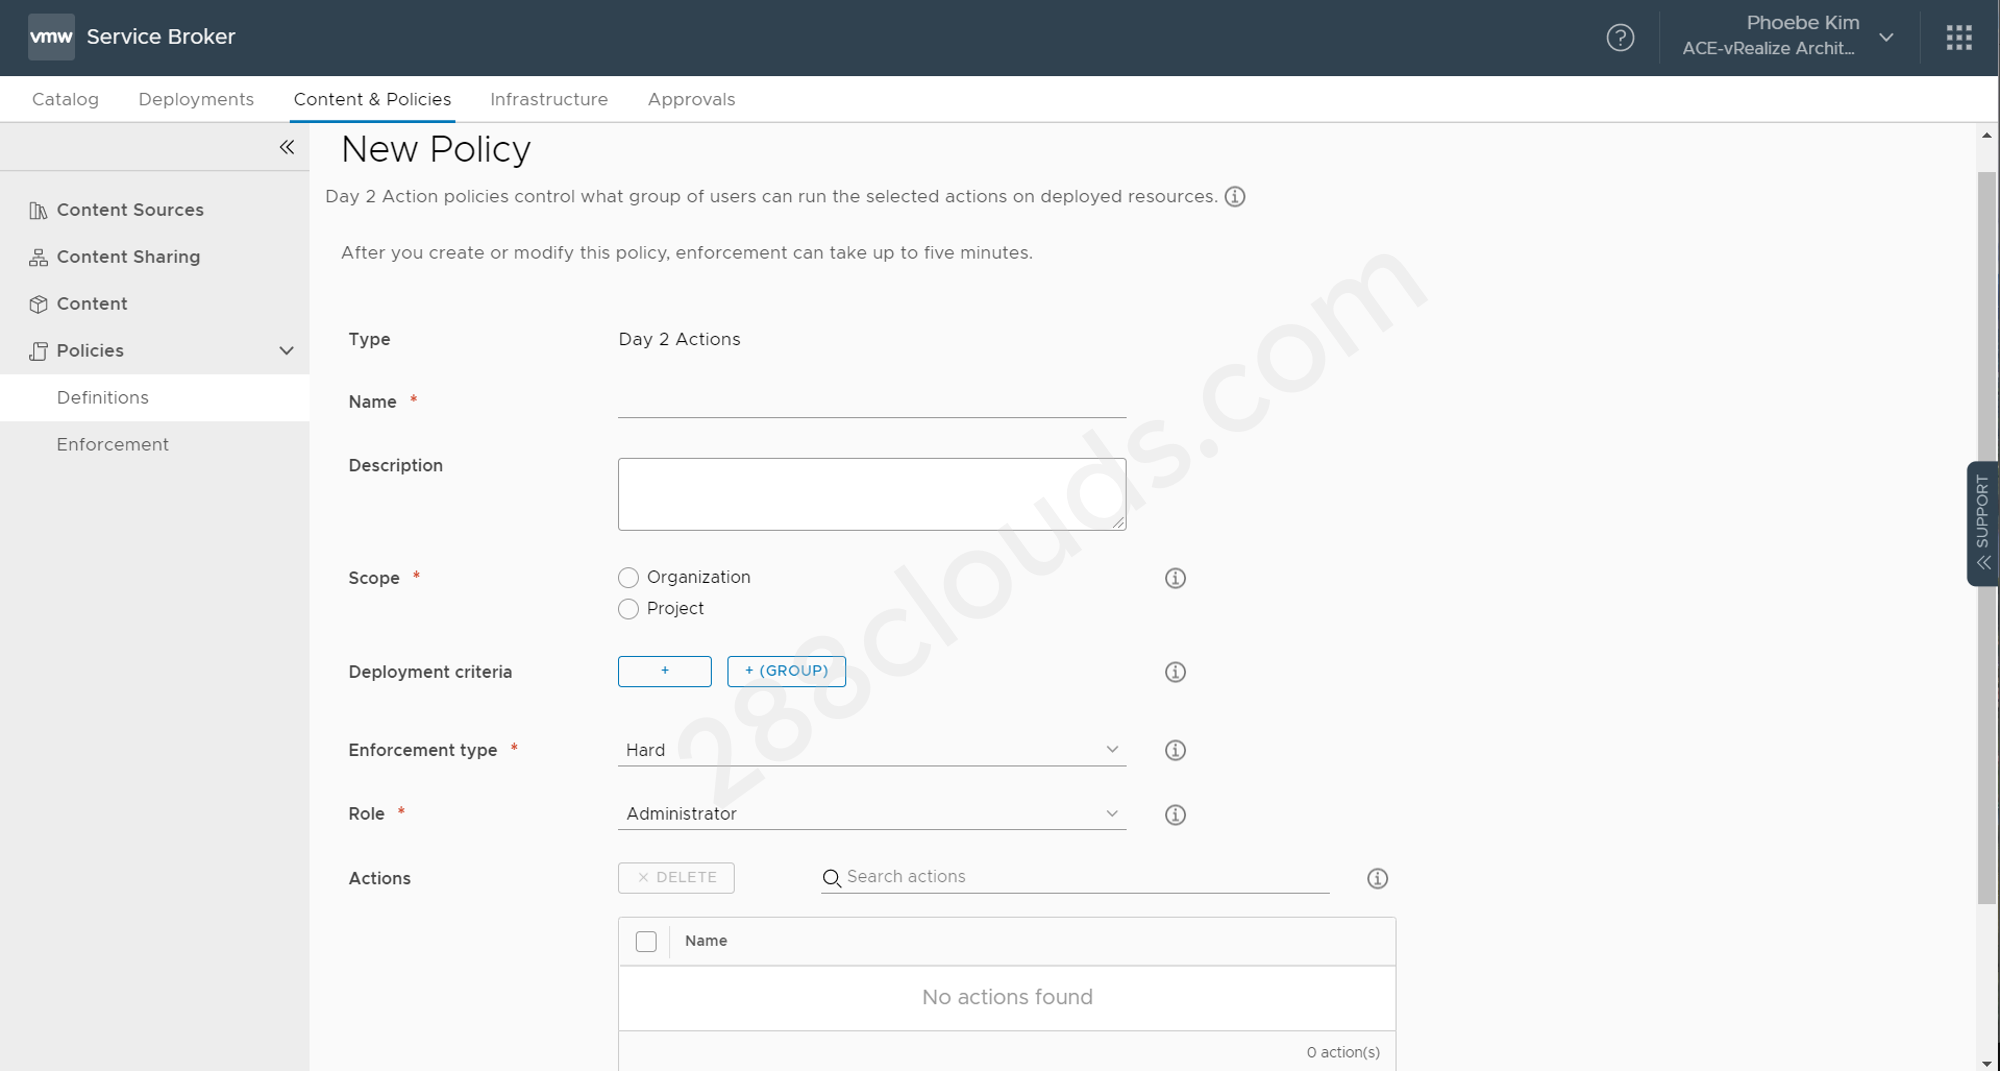 vmw Service Broker
Phoebe Kim
ACE-vRealize Archit...
Catalog Deployments Content & Policies Infrastructure Approvals
New Policy
Day 2 Action policies control what group of users can run the selected actions on deployed resources.
After you create or modify this policy, enforcement can take up to five minutes.
Content Sources
Content Sharing
Content
Policies
Definitions
Enforcement
Type Day 2 Actions
Name *
Description
Scope * Organization
Project
Deployment criteria + + (GROUP)
Enforcement type * Hard
Role * Administrator
Actions × DELETE Search actions
Name
No actions found
0 action(s)
SUPPORT
288clouds.com